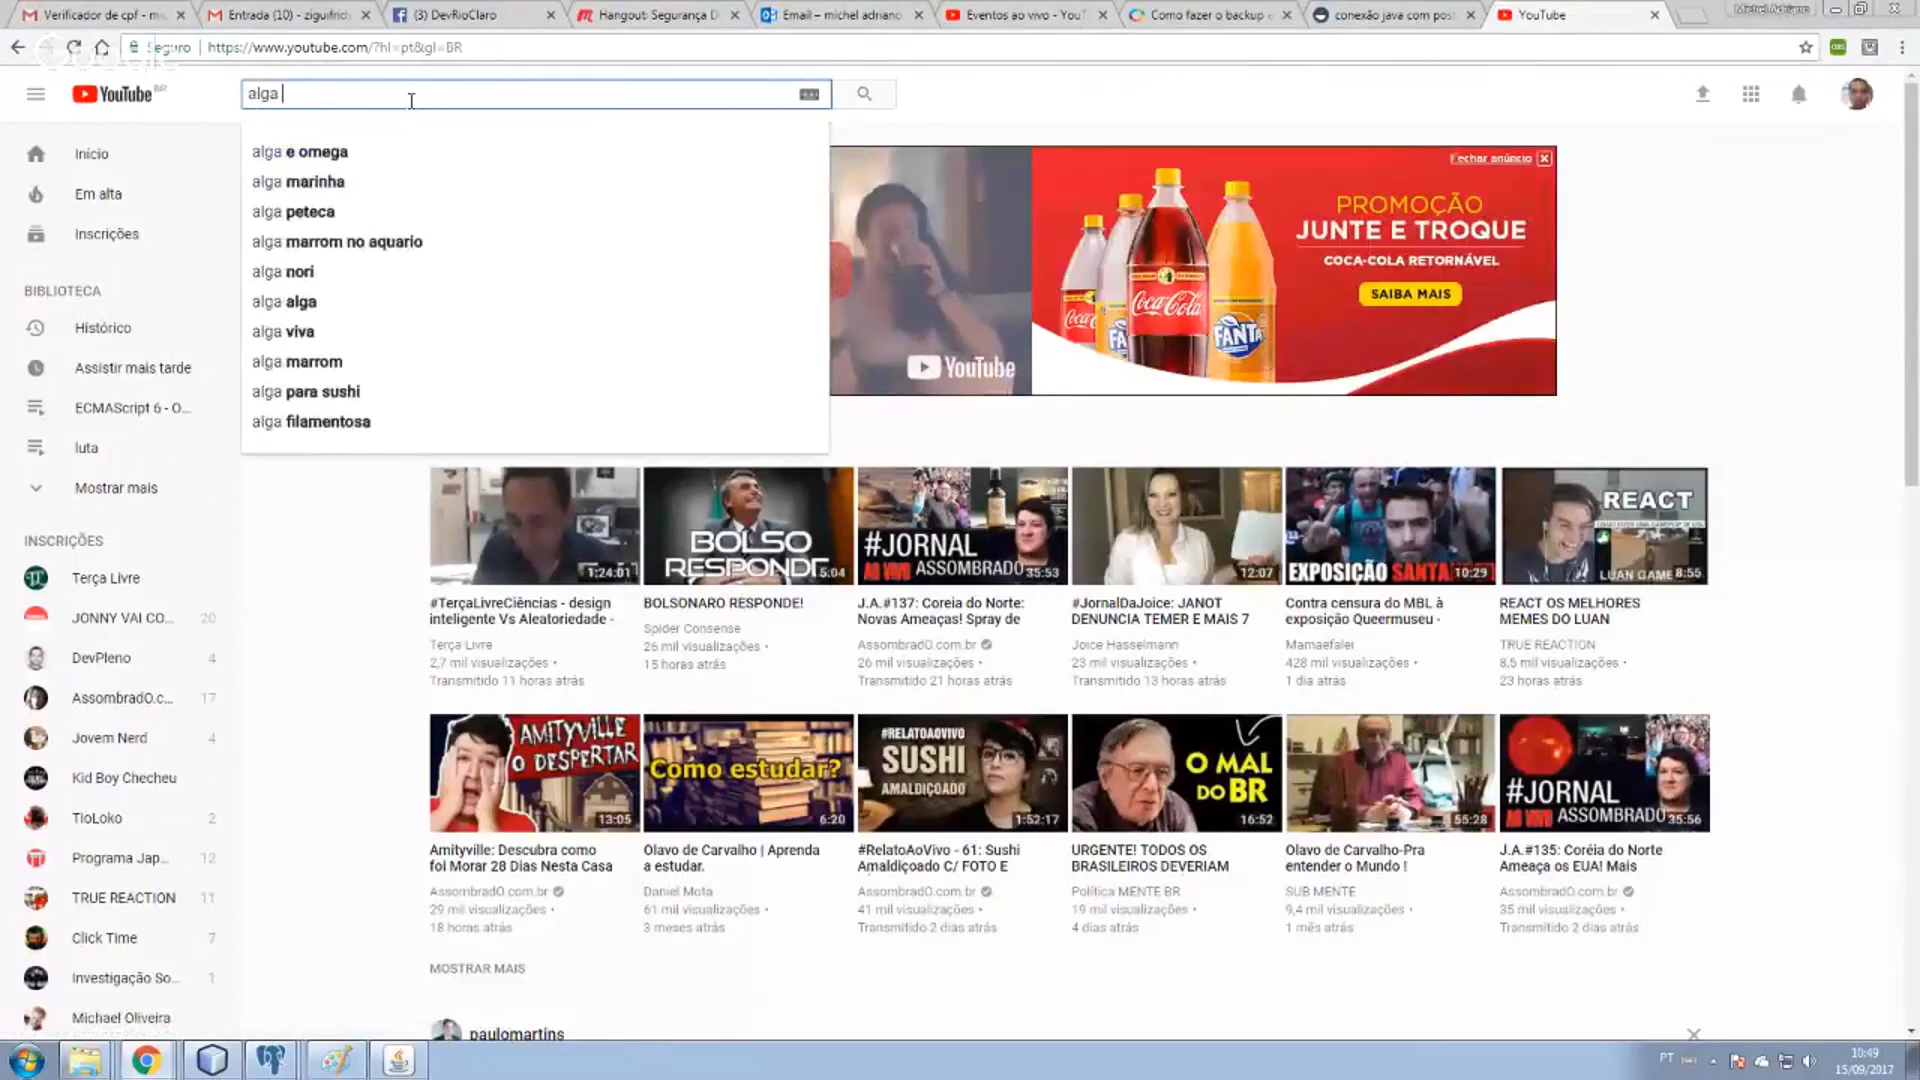 Verificador de cpf - mi
Entrada (10) - ziguifrid
(3) DevRioClaro
Hangout: Segurança D
Email – michel adriano
Eventos ao vivo - YouT
Como fazer o backup e
conexão java com pos
YouTube
Michel Adriano
Google
Seguro
https://www.youtube.com/?hl=pt&gl=BR
YouTube BR
alga
alga e omega
alga marinha
alga peteca
alga marrom no aquario
alga nori
alga alga
alga viva
alga marrom
alga para sushi
alga filamentosa
YouTube
Fechar anúncio
PROMOÇÃO
JUNTE E TROQUE
COCA-COLA RETORNÁVEL
SAIBA MAIS
Coca-Cola
FANTA
Início
Em alta
Inscrições
BIBLIOTECA
Histórico
Assistir mais tarde
ECMAScript 6 - O...
luta
Mostrar mais
INSCRIÇÕES
Terça Livre
JONNY VAI CO... 20
DevPleno 4
AssombradO.c... 17
Jovem Nerd
Kid Boy Checheu
TioLoko 2
Programa Jap... 12
TRUE REACTION 11
Click Time 7
Investigação So... 1
Michael Oliveira
1:24:01
#TerçaLivreCiências - design
inteligente Vs Aleatoriedade -
Terça Livre
2,7 mil visualizações •
Transmitido 11 horas atrás
BOLSO
RESPONDE
5:04
BOLSONARO RESPONDE!
Spider Consense
26 mil visualizações •
15 horas atrás
#JORNAL
AO VIVO ASSOMBRADO
35:53
J.A.#137: Coreia do Norte:
Novas Ameaças! Spray de
AssombradO.com.br
26 mil visualizações •
Transmitido 21 horas atrás
12:07
#JornalDaJoice: JANOT
DENUNCIA TEMER E MAIS 7
Joice Hasselmann
23 mil visualizações •
Transmitido 13 horas atrás
EXPOSIÇÃO SANTA
10:29
Contra censura do MBL à
exposição Queermuseu -
Mamaefalei
428 mil visualizações •
1 dia atrás
REACT
LUAN GAME
8:55
REACT OS MELHORES
MEMES DO LUAN
TRUE REACTION
8,5 mil visualizações •
23 horas atrás
AMITYVILLE
O DESPERTAR
13:05
Amityville: Descubra como
foi Morar 28 Dias Nesta Casa
AssombradO.com.br
29 mil visualizações •
18 horas atrás
Como estudar?
6:20
Olavo de Carvalho | Aprenda
a estudar.
Daniel Mota
61 mil visualizações •
3 meses atrás
#RELATOAOVIVO
SUSHI
AMALDIÇOADO
1:52:17
#RelatoAoVivo - 61: Sushi
Amaldiçoado C/ FOTO E
AssombradO.com.br
41 mil visualizações •
Transmitido 2 dias atrás
O MAL
DO BR
16:52
URGENTE! TODOS OS
BRASILEIROS DEVERIAM
Política MENTE BR
19 mil visualizações •
4 dias atrás
55:28
Olavo de Carvalho-Pra
entender o Mundo !
SUB MENTE
9,4 mil visualizações •
1 mês atrás
#JORNAL
AO VIVO ASSOMBRADO
35:56
J.A.#135: Coréia do Norte
Ameaça os EUA! Mais
AssombradO.com.br
35 mil visualizações •
Transmitido 2 dias atrás
MOSTRAR MAIS
paulomartins
PT
10:49
15/09/2017